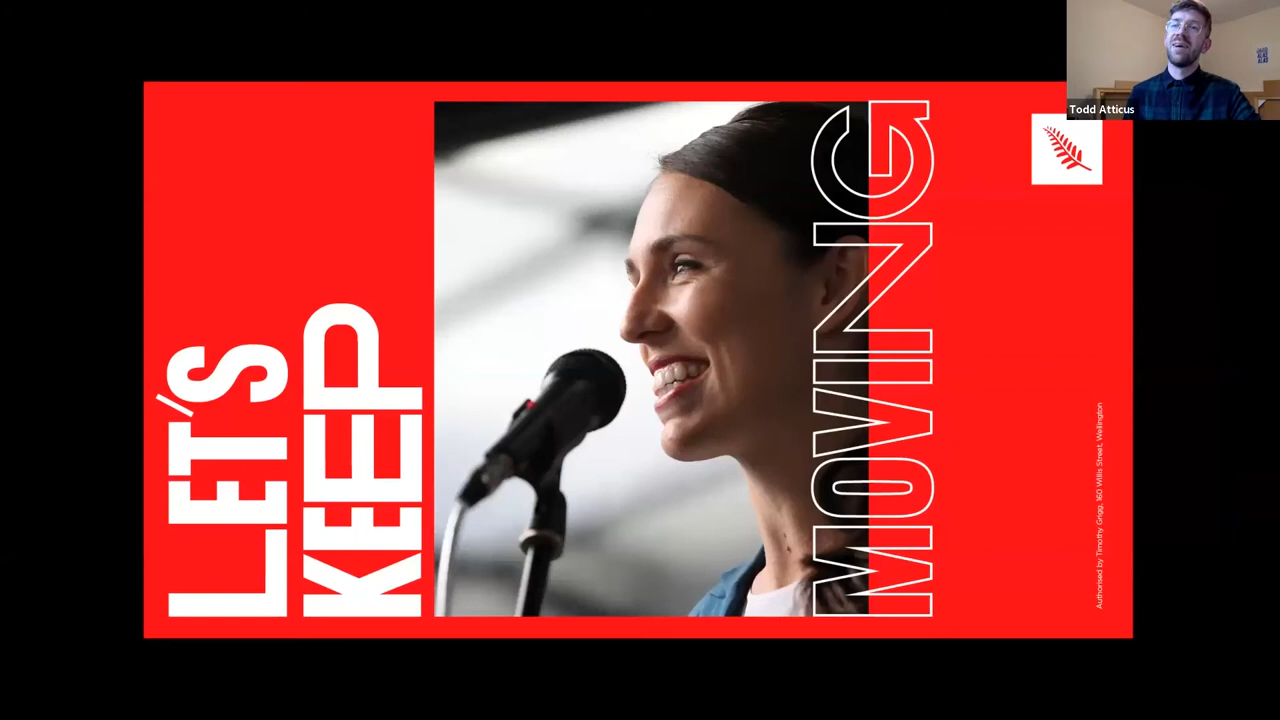 LET'S
KEEP
MOVING
Authorised by Timothy Grigg, 160 Willis Street, Wellington
Todd Atticus